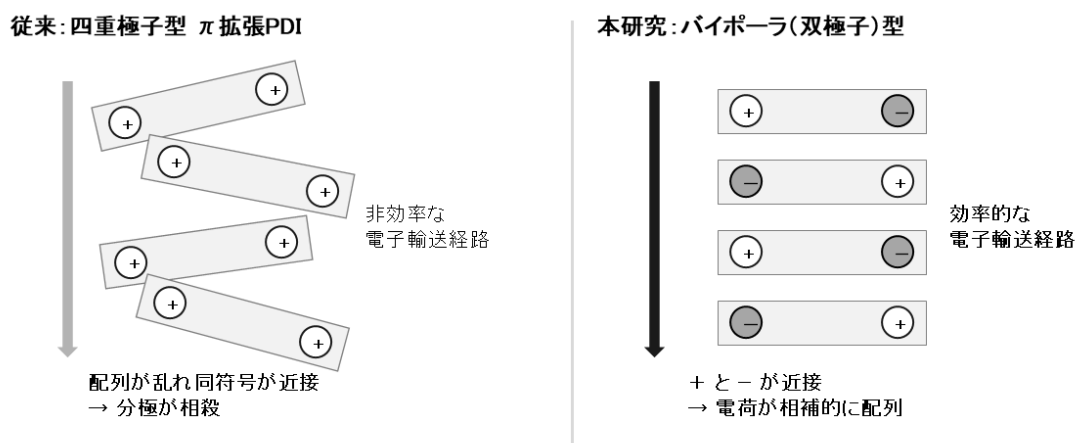 従来：四重極子型 π拡張PDI
+
+
+
+
非効率な
電子輸送経路
+
+
+
+
配列が乱れ同符号が近接
→ 分極が相殺
本研究：バイポーラ（双極子）型
+ −
− +
効率的な
電子輸送経路
+ −
− +
+ と − が近接
→ 電荷が相補的に配列